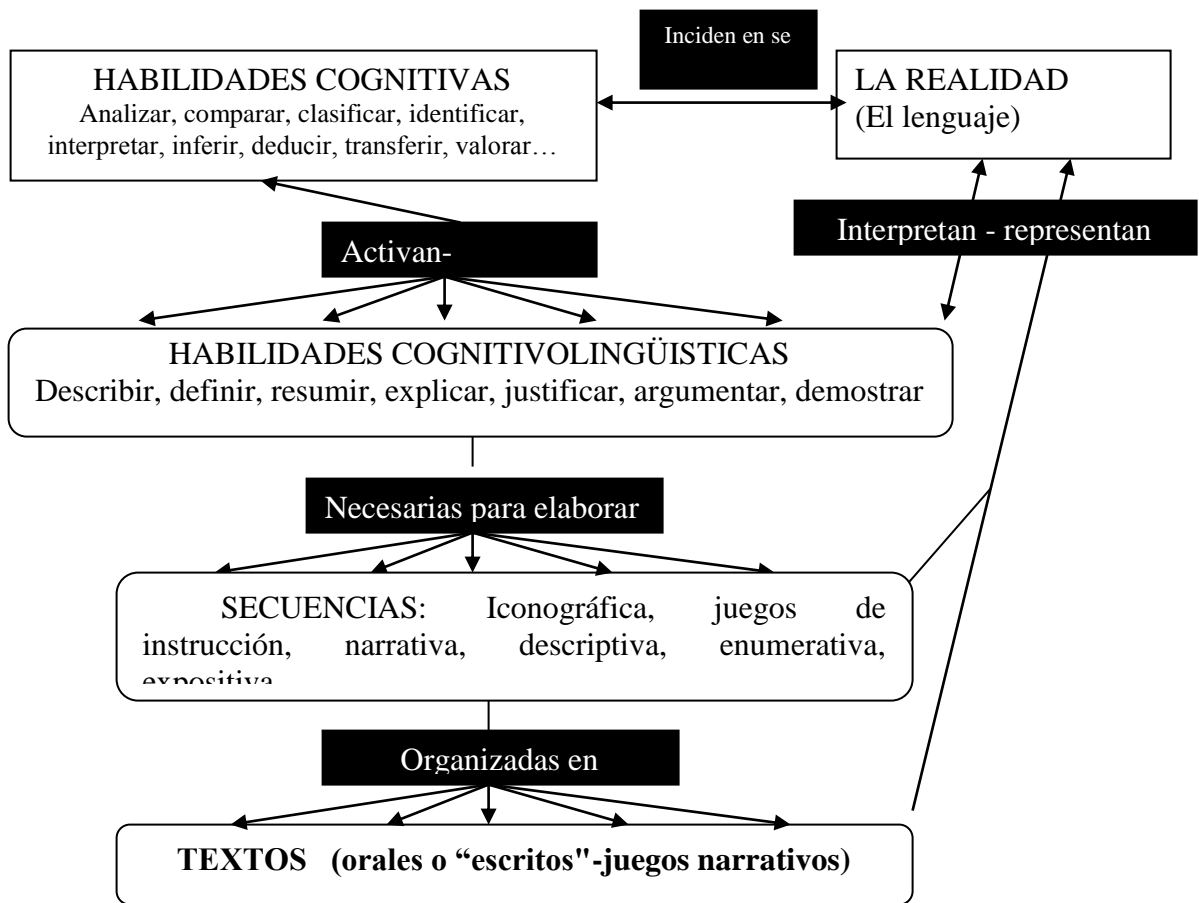 Inciden en se
HABILIDADES COGNITIVAS
Analizar, comparar, clasificar, identificar,
interpretar, inferir, deducir, transferir, valorar…
LA REALIDAD
(El lenguaje)
Interpretan - representan
Activan-
HABILIDADES COGNITIVOLINGÜISTICAS
Describir, definir, resumir, explicar, justificar, argumentar, demostrar
Necesarias para elaborar
SECUENCIAS: Iconográfica, juegos de
instrucción, narrativa, descriptiva, enumerativa,
expositiva
Organizadas en
TEXTOS (orales o “escritos"-juegos narrativos)